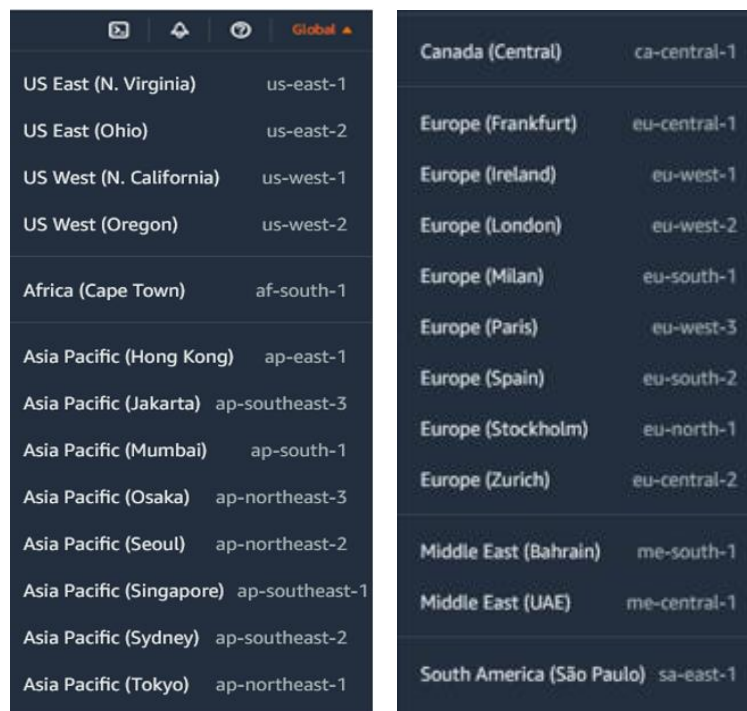 Global
US East (N. Virginia) us-east-1
US East (Ohio) us-east-2
US West (N. California) us-west-1
US West (Oregon) us-west-2
Africa (Cape Town) af-south-1
Asia Pacific (Hong Kong) ap-east-1
Asia Pacific (Jakarta) ap-southeast-3
Asia Pacific (Mumbai) ap-south-1
Asia Pacific (Osaka) ap-northeast-3
Asia Pacific (Seoul) ap-northeast-2
Asia Pacific (Singapore) ap-southeast-1
Asia Pacific (Sydney) ap-southeast-2
Asia Pacific (Tokyo) ap-northeast-1
Canada (Central) ca-central-1
Europe (Frankfurt) eu-central-1
Europe (Ireland) eu-west-1
Europe (London) eu-west-2
Europe (Milan) eu-south-1
Europe (Paris) eu-west-3
Europe (Spain) eu-south-2
Europe (Stockholm) eu-north-1
Europe (Zurich) eu-central-2
Middle East (Bahrain) me-south-1
Middle East (UAE) me-central-1
South America (São Paulo) sa-east-1